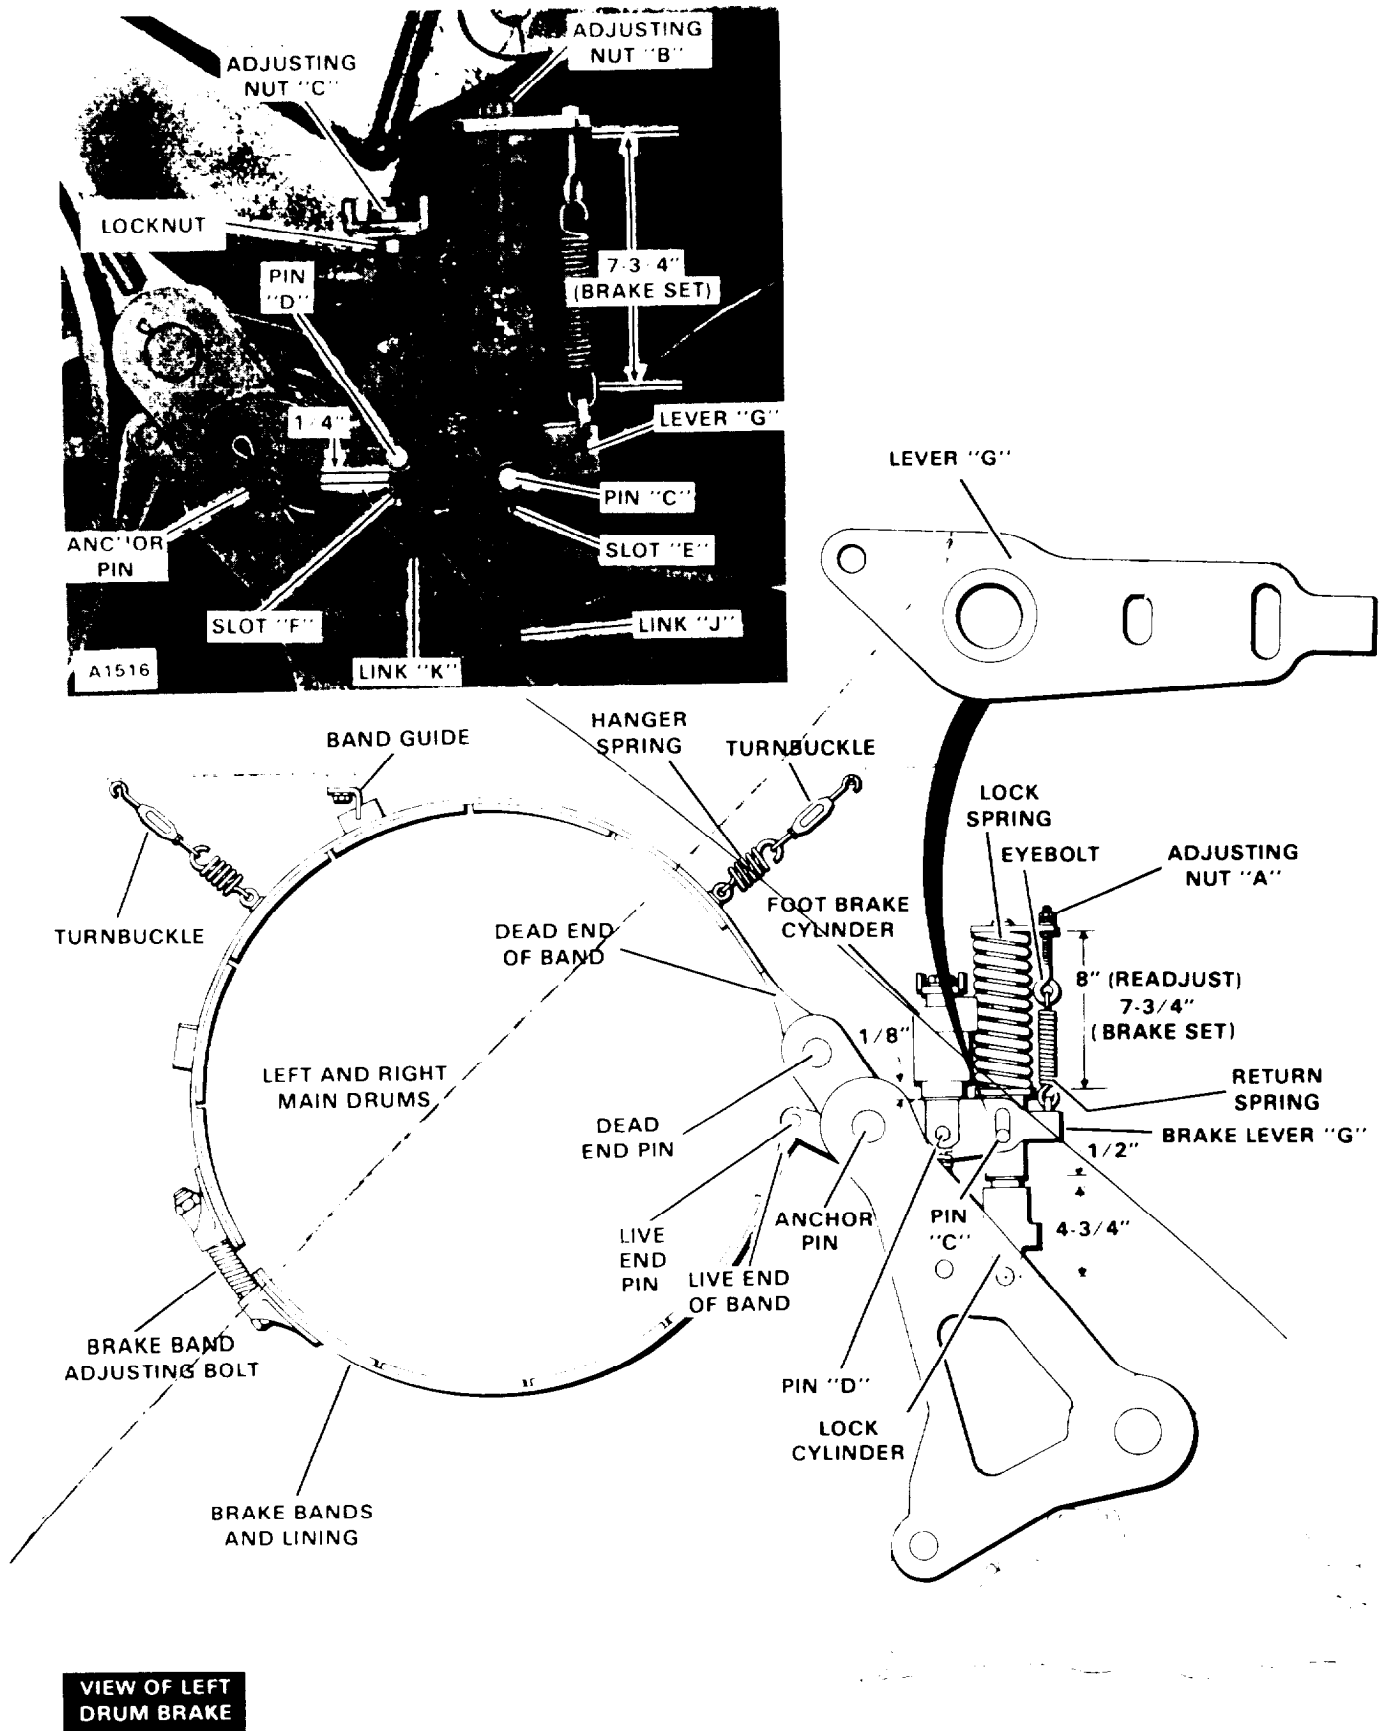 ADJUSTING
NUT "B"
ADJUSTING
NUT "C"
LOCKNUT
PIN
"D"
7-3/4"
(BRAKE SET)
1/4"
LEVER "G"
PIN "C"
ANCHOR
PIN
SLOT "E"
SLOT "F"
LINK "J"
A1516
LINK "K"
LEVER "G"
BAND GUIDE
HANGER
SPRING
TURNBUCKLE
LOCK
SPRING
EYEBOLT
ADJUSTING
NUT "A"
TURNBUCKLE
DEAD END
OF BAND
FOOT BRAKE
CYLINDER
8" (READJUST)
7-3/4"
(BRAKE SET)
1/8"
LEFT AND RIGHT
MAIN DRUMS
RETURN
SPRING
DEAD
END PIN
BRAKE LEVER "G"
1/2"
ANCHOR
PIN
PIN
"C"
4-3/4"
LIVE
END
PIN
LIVE END
OF BAND
BRAKE BAND
ADJUSTING BOLT
PIN "D"
LOCK
CYLINDER
BRAKE BANDS
AND LINING
VIEW OF LEFT
DRUM BRAKE